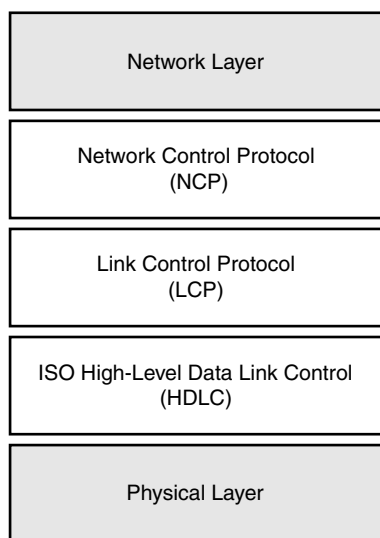 Network Layer
Network Control Protocol
(NCP)
Link Control Protocol
(LCP)
ISO High-Level Data Link Control
(HDLC)
Physical Layer